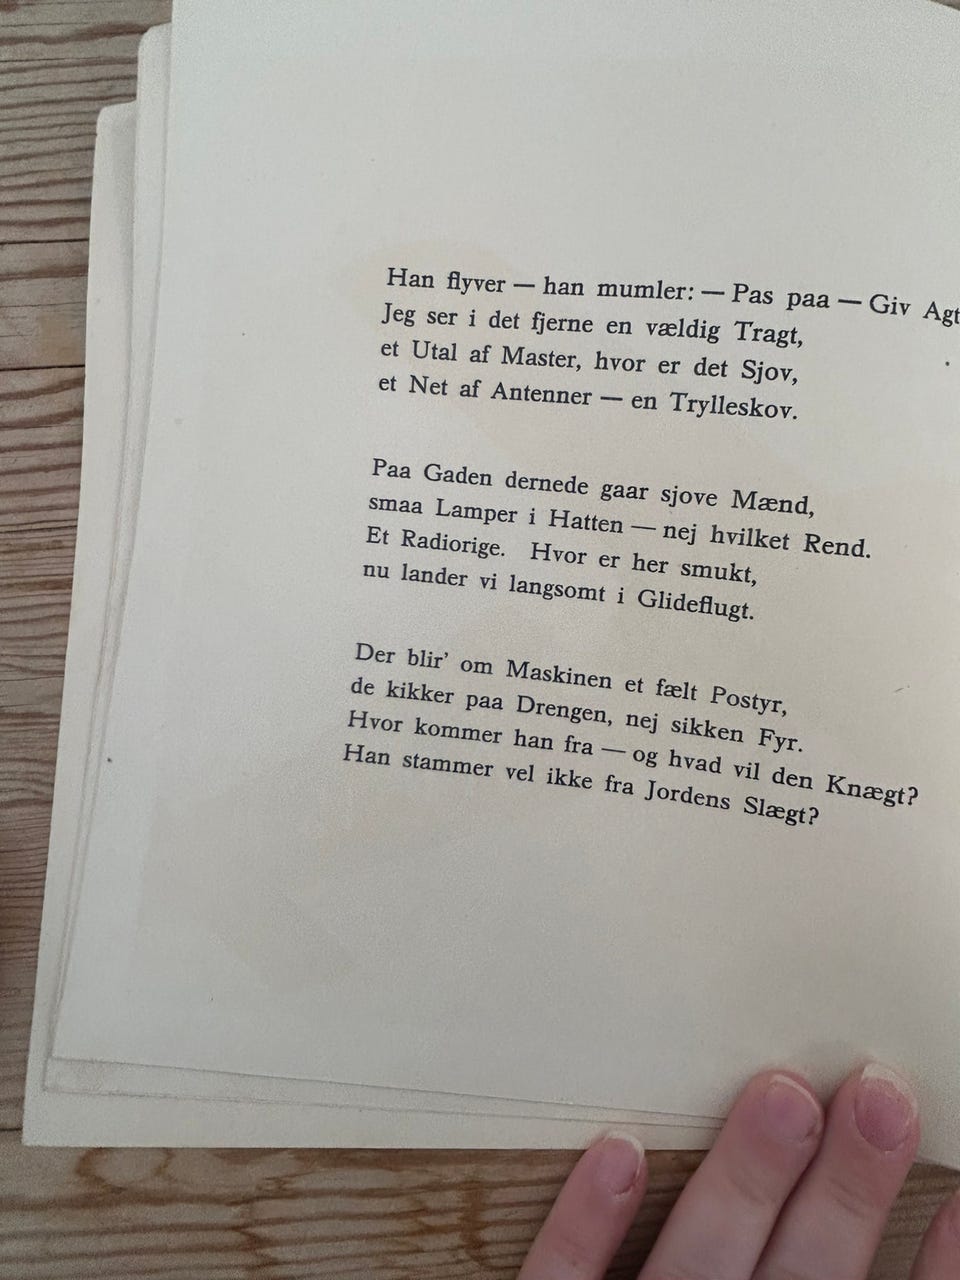 Han flyver — han mumler: — Pas paa — Giv Agt
Jeg ser i det fjerne en vældig Tragt,
et Utal af Master, hvor er det Sjov,
et Net af Antenner — en Trylleskov.
Paa Gaden dernede gaar sjove Mænd,
smaa Lamper i Hatten — nej hvilket Rend.
Et Radiorige. Hvor er her smukt,
nu lander vi langsomt i Glideflugt.
Der blir' om Maskinen et fælt Postyr,
de kikker paa Drengen, nej sikken Fyr.
Hvor kommer han fra — og hvad vil den Knægt?
Han stammer vel ikke fra Jordens Slægt?